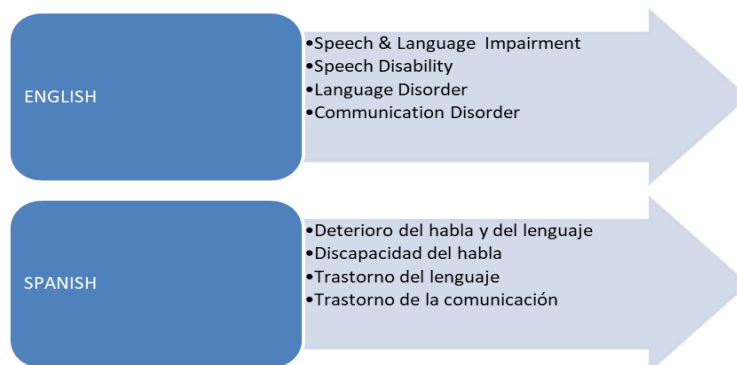 ENGLISH
•Speech & Language Impairment
•Speech Disability
•Language Disorder
•Communication Disorder
SPANISH
•Deterioro del habla y del lenguaje
•Discapacidad del habla
•Trastorno del lenguaje
•Trastorno de la comunicación